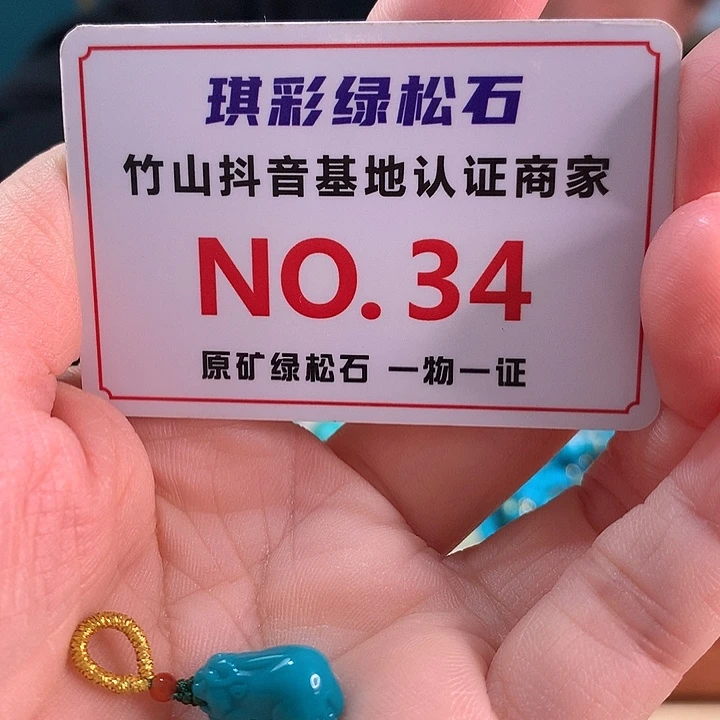 琪彩绿松石
竹山抖音基地认证商家
NO. 34
原矿绿松石 一物一证